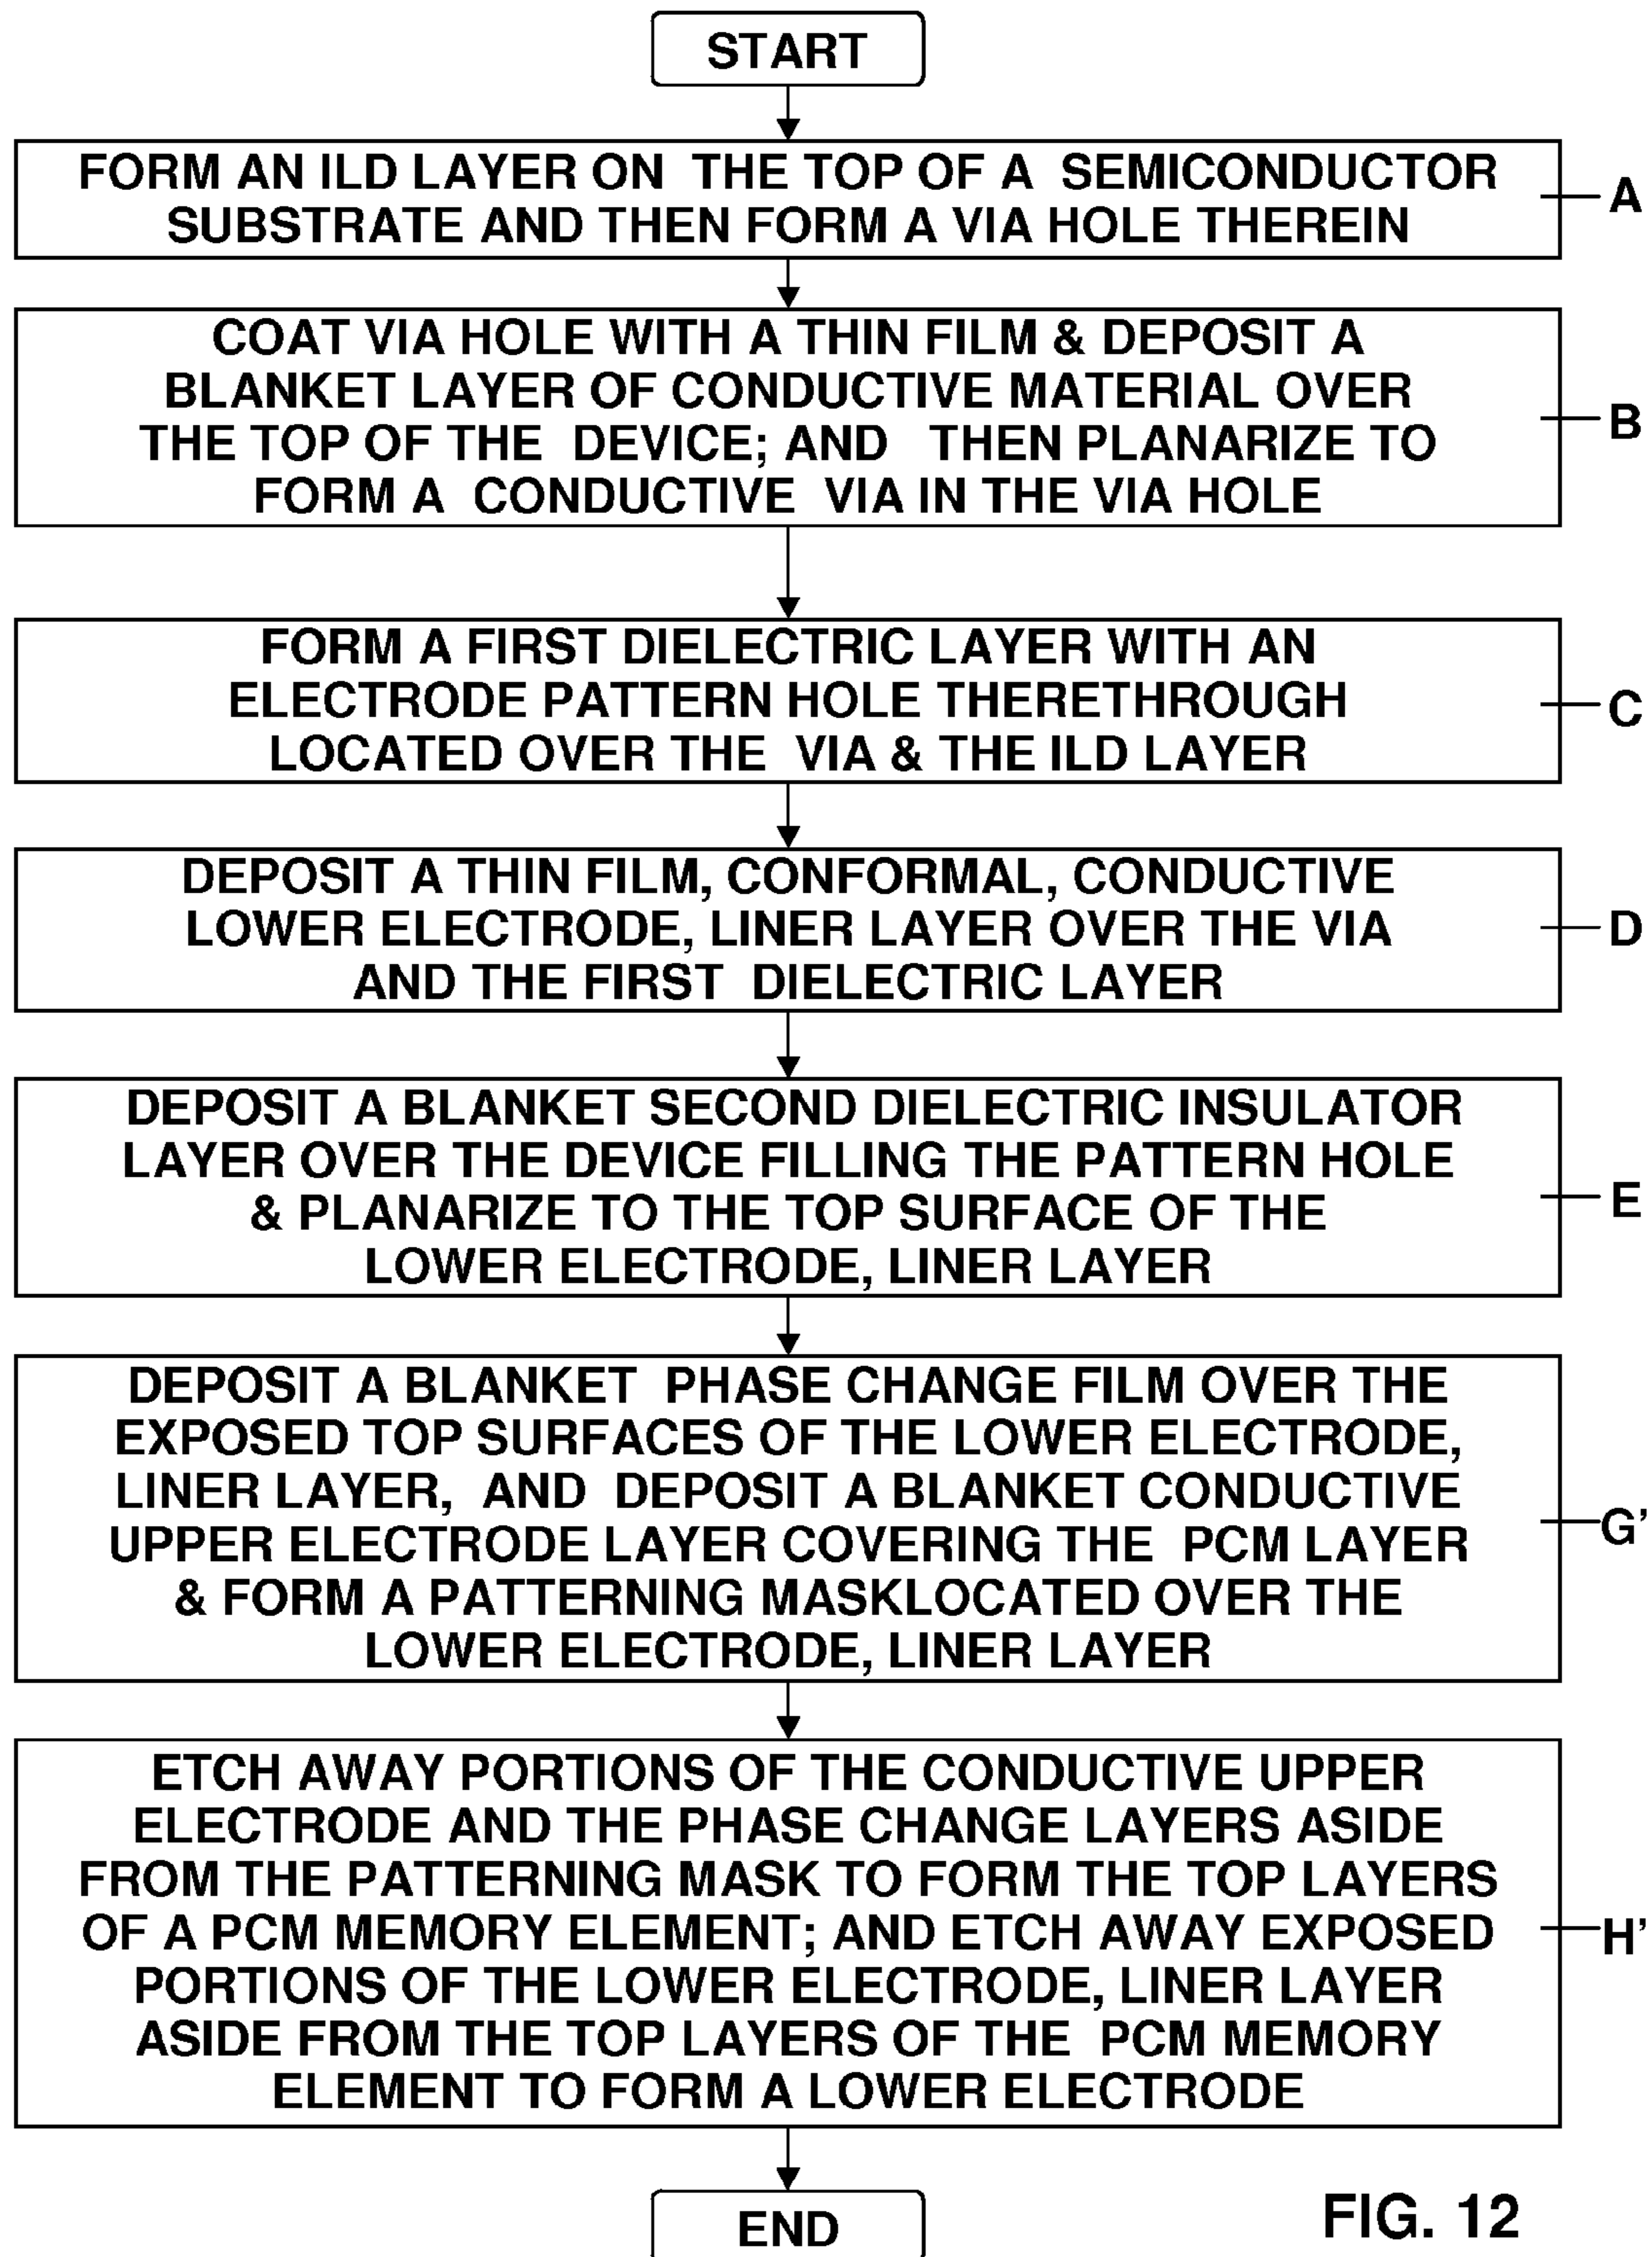 START
FORM AN ILD LAYER ON THE TOP OF A SEMICONDUCTOR
SUBSTRATE AND THEN FORM A VIA HOLE THEREIN
A
COAT VIA HOLE WITH A THIN FILM & DEPOSIT A
BLANKET LAYER OF CONDUCTIVE MATERIAL OVER
THE TOP OF THE DEVICE; AND THEN PLANARIZE TO
FORM A CONDUCTIVE VIA IN THE VIA HOLE
B
FORM A FIRST DIELECTRIC LAYER WITH AN
ELECTRODE PATTERN HOLE THERETHROUGH
LOCATED OVER THE VIA & THE ILD LAYER
C
DEPOSIT A THIN FILM, CONFORMAL, CONDUCTIVE
LOWER ELECTRODE, LINER LAYER OVER THE VIA
AND THE FIRST DIELECTRIC LAYER
D
DEPOSIT A BLANKET SECOND DIELECTRIC INSULATOR
LAYER OVER THE DEVICE FILLING THE PATTERN HOLE
& PLANARIZE TO THE TOP SURFACE OF THE
LOWER ELECTRODE, LINER LAYER
E
DEPOSIT A BLANKET PHASE CHANGE FILM OVER THE
EXPOSED TOP SURFACES OF THE LOWER ELECTRODE,
LINER LAYER, AND DEPOSIT A BLANKET CONDUCTIVE
UPPER ELECTRODE LAYER COVERING THE PCM LAYER
& FORM A PATTERNING MASKLOCATED OVER THE
LOWER ELECTRODE, LINER LAYER
G'
ETCH AWAY PORTIONS OF THE CONDUCTIVE UPPER
ELECTRODE AND THE PHASE CHANGE LAYERS ASIDE
FROM THE PATTERNING MASK TO FORM THE TOP LAYERS
OF A PCM MEMORY ELEMENT; AND ETCH AWAY EXPOSED
PORTIONS OF THE LOWER ELECTRODE, LINER LAYER
ASIDE FROM THE TOP LAYERS OF THE PCM MEMORY
ELEMENT TO FORM A LOWER ELECTRODE
H'
END
FIG. 12